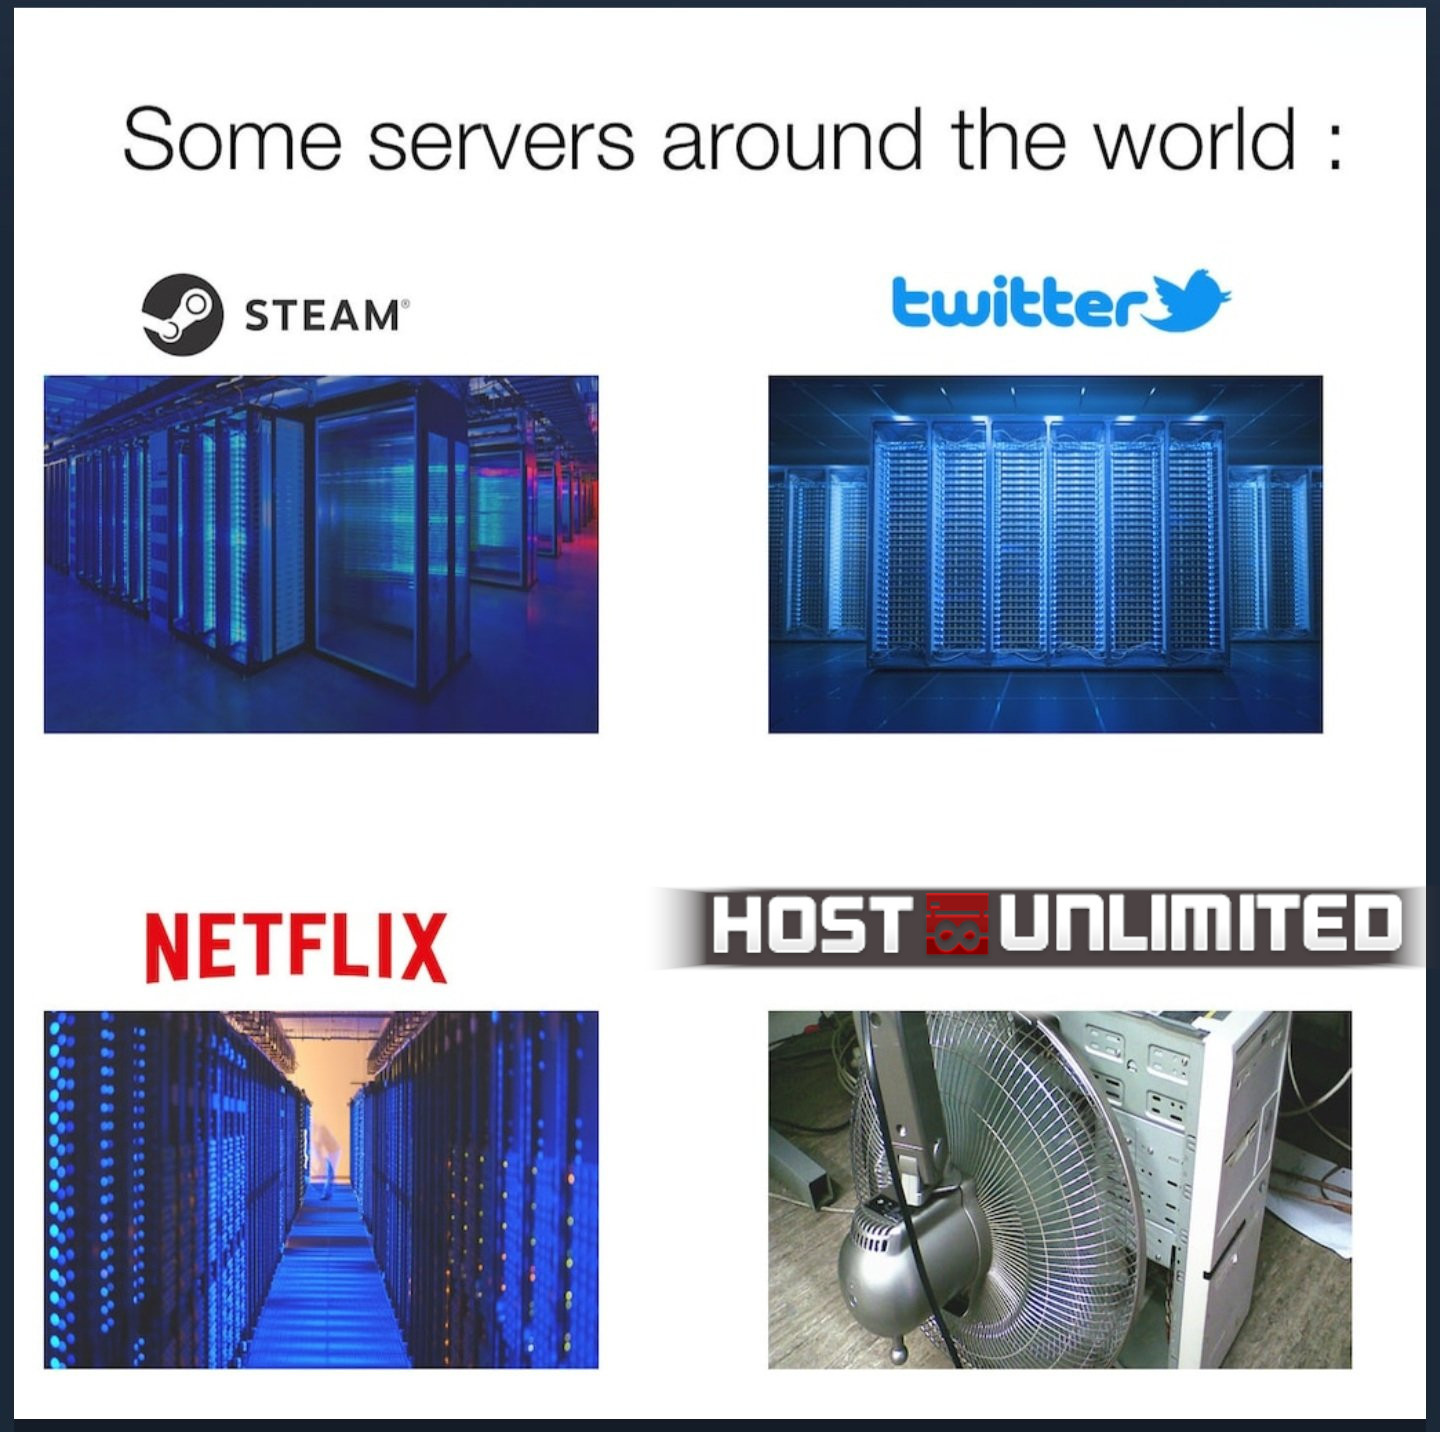 Some servers around the world :
STEAM®
twitter
NETFLIX
HOST UNLIMITED